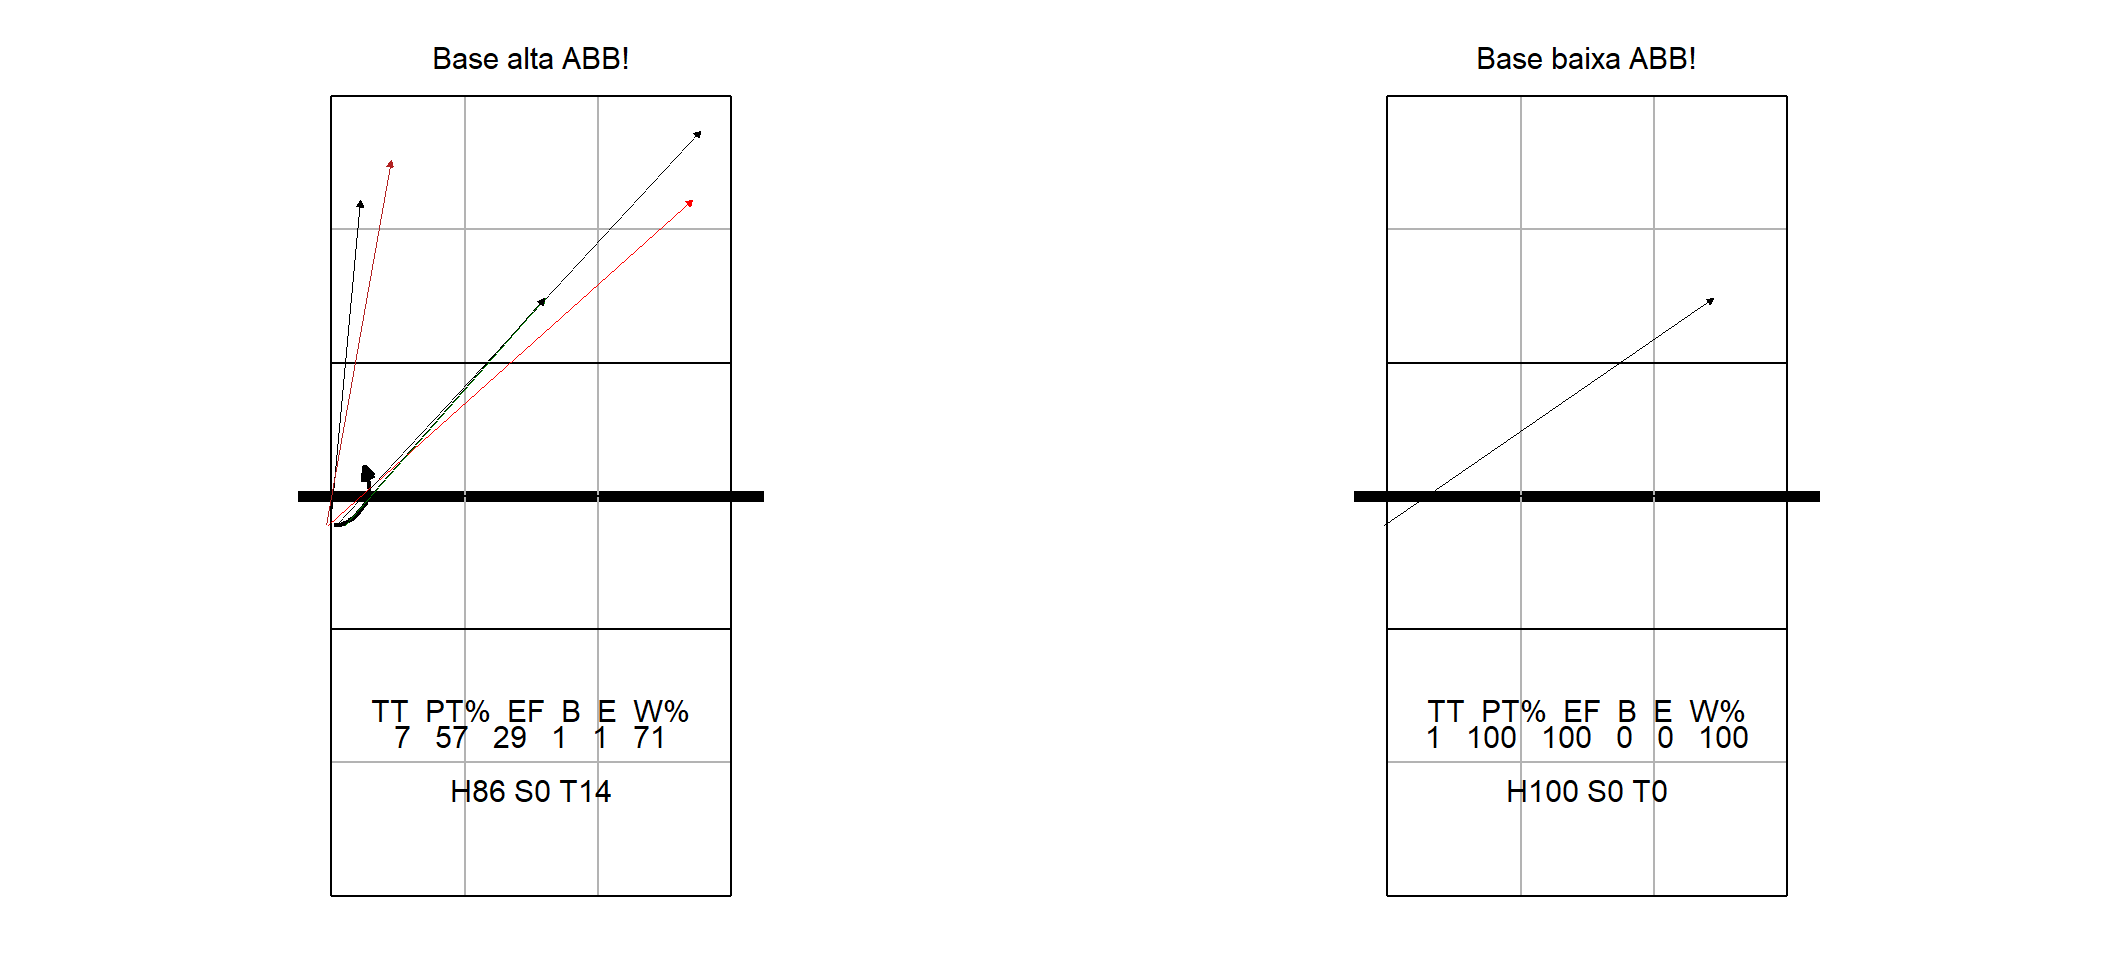 Base alta ABB!
TT PT% EF B E W%
7 57 29 1 1 71
H86 S0 T14
Base baixa ABB!
TT PT% EF B E W%
1 100 100 0 0 100
H100 S0 T0